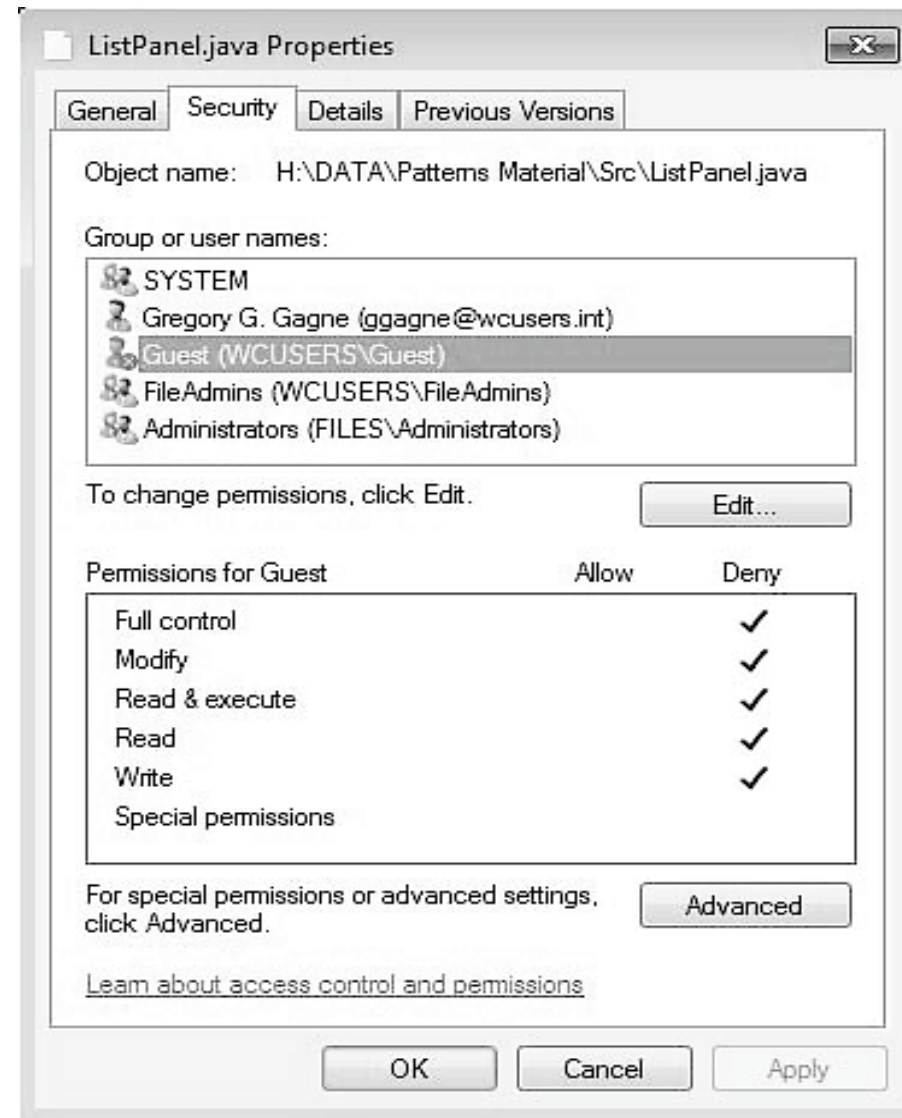 ListPanel.java Properties
General Security Details Previous Versions
Object name: H:\DATA\Patterns Material\Src\ListPanel.java
Group or user names:
SYSTEM
Gregory G. Gagne (ggagne@wcusers.int)
Guest (WCUSERS\Guest)
FileAdmins (WCUSERS\FileAdmins)
Administrators (FILES\Administrators)
To change permissions, click Edit. Edit...
Permissions for Guest Allow Deny
Full control
Modify
Read & execute
Read
Write
Special permissions
For special permissions or advanced settings, Advanced
click Advanced.
Learn about access control and permissions
OK Cancel Apply